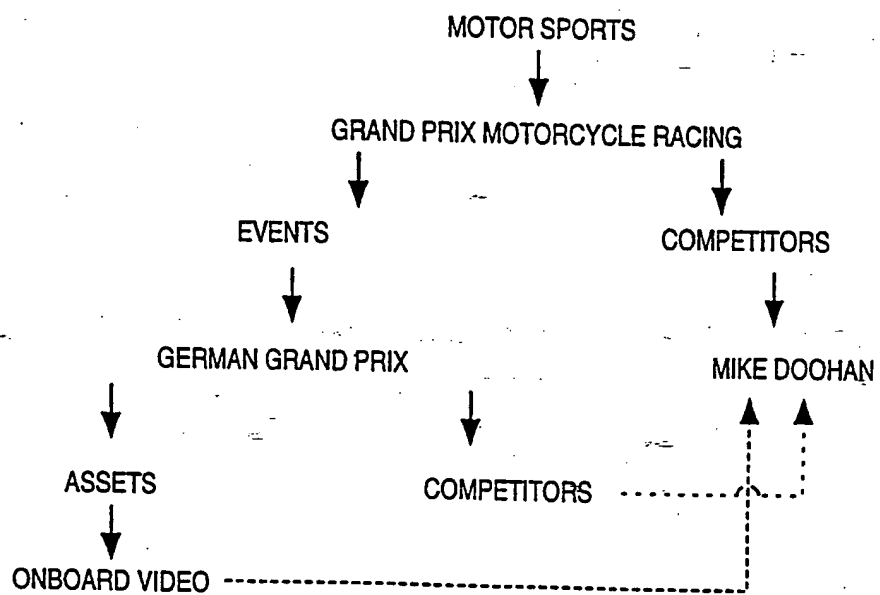 MOTOR SPORTS
GRAND PRIX MOTORCYCLE RACING
EVENTS
COMPETITORS
GERMAN GRAND PRIX
MIKE DOOHAN
ASSETS
COMPETITORS
ONBOARD VIDEO